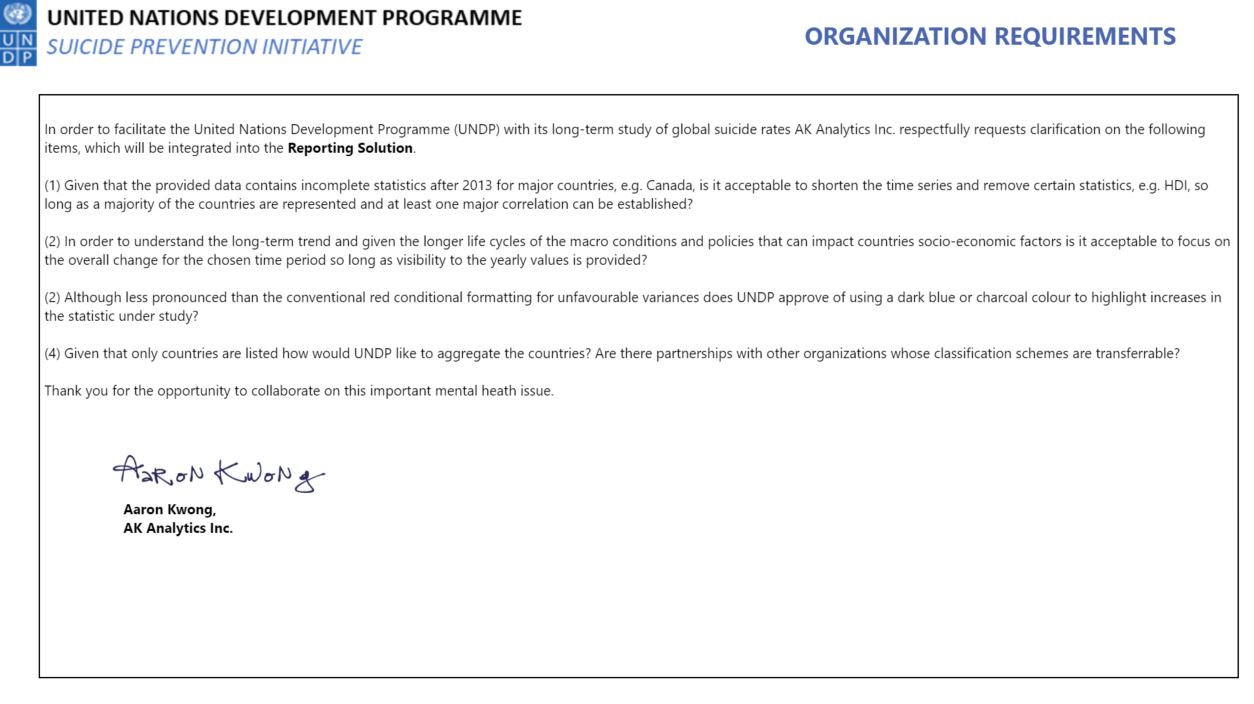 UNITED NATIONS DEVELOPMENT PROGRAMME
SUICIDE PREVENTION INITIATIVE
U N
D P
ORGANIZATION REQUIREMENTS
In order to facilitate the United Nations Development Programme (UNDP) with its long-term study of global suicide rates AK Analytics Inc. respectfully requests clarification on the following
items, which will be integrated into the Reporting Solution.
(1) Given that the provided data contains incomplete statistics after 2013 for major countries, e.g. Canada, is it acceptable to shorten the time series and remove certain statistics, e.g. HDI, so
long as a majority of the countries are represented and at least one major correlation can be established?
(2) In order to understand the long-term trend and given the longer life cycles of the macro conditions and policies that can impact countries socio-economic factors is it acceptable to focus on
the overall change for the chosen time period so long as visibility to the yearly values is provided?
(2) Although less pronounced than the conventional red conditional formatting for unfavourable variances does UNDP approve of using a dark blue or charcoal colour to highlight increases in
the statistic under study?
(4) Given that only countries are listed how would UNDP like to aggregate the countries? Are there partnerships with other organizations whose classification schemes are transferrable?
Thank you for the opportunity to collaborate on this important mental heath issue.
AaRoN KwoNg
Aaron Kwong,
AK Analytics Inc.